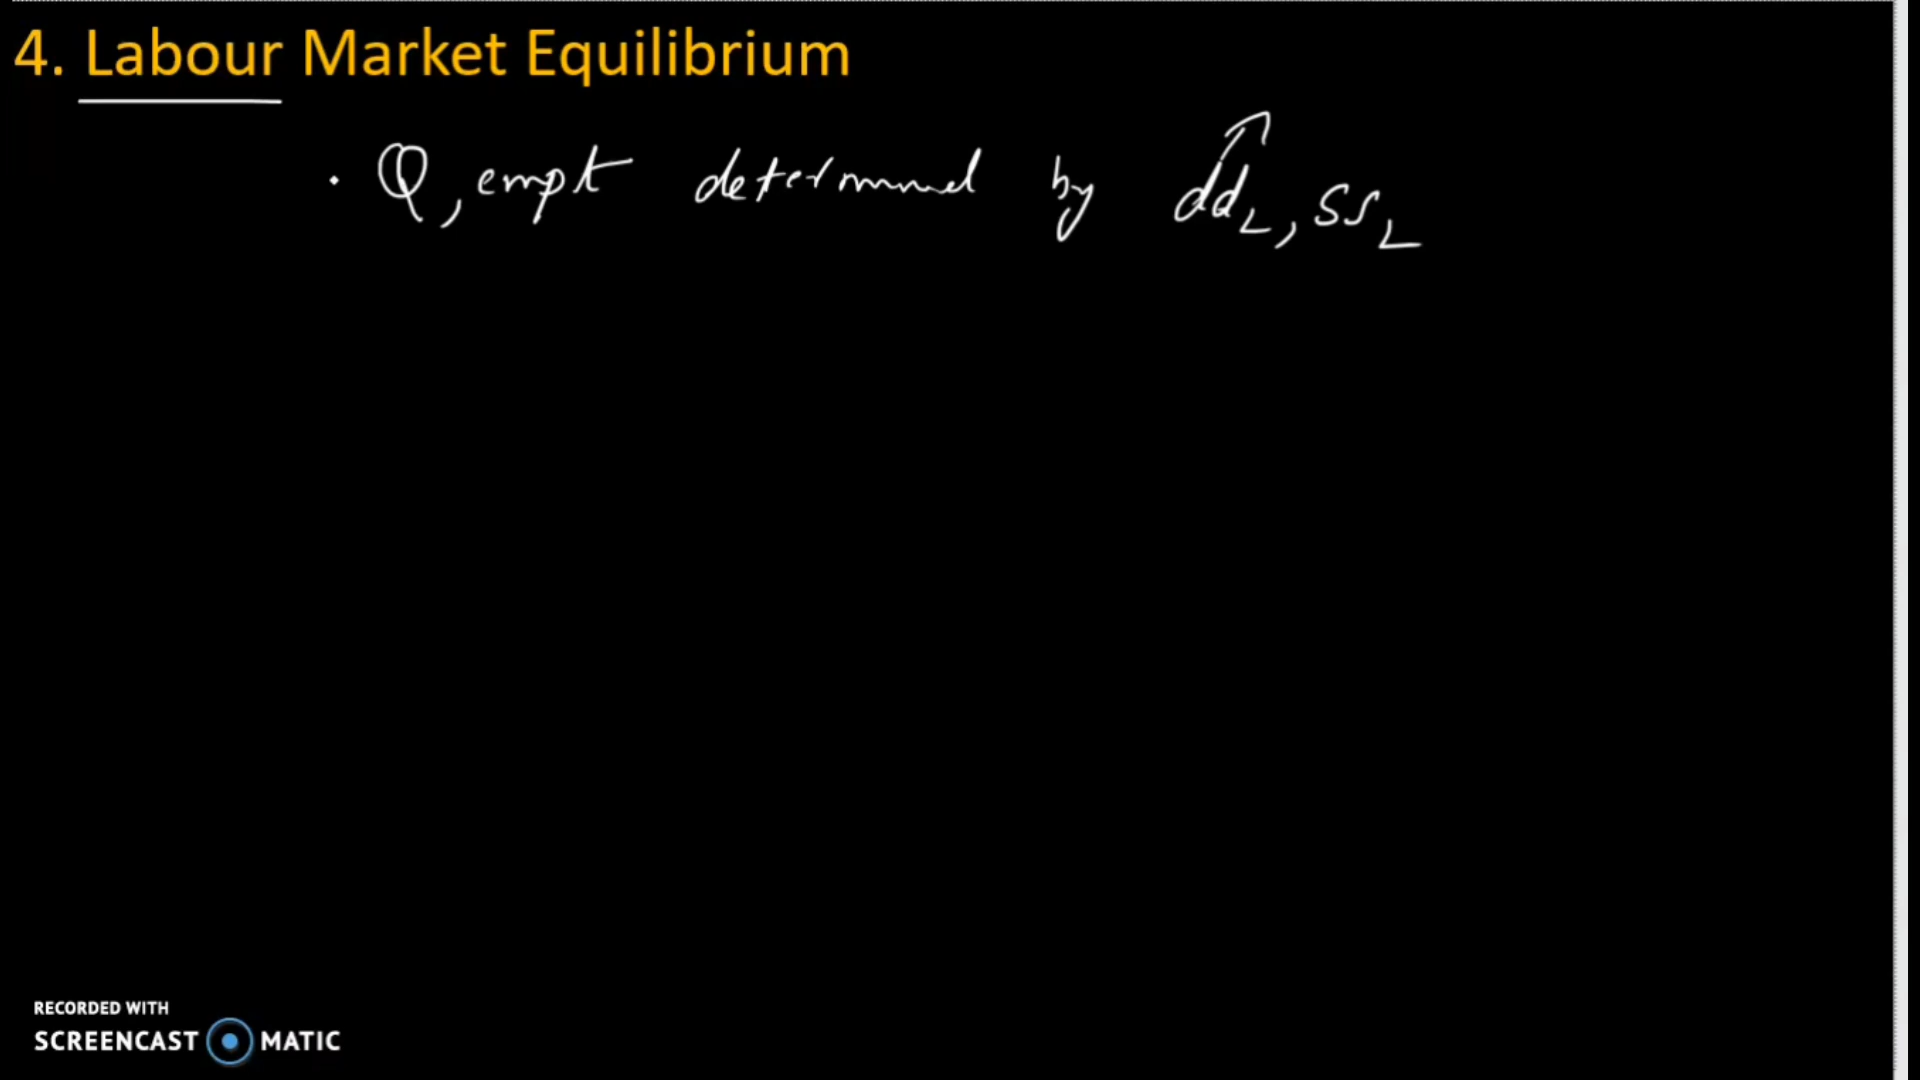 4. Labour Market Equilibrium
· Q, empt determined by dd_L, ss_L
RECORDED WITH
SCREENCAST MATIC